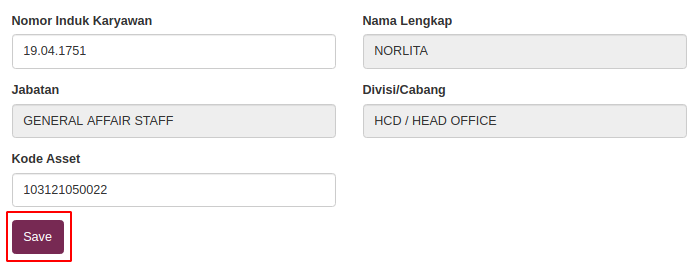 Nomor Induk Karyawan
Nama Lengkap
19.04.1751
NORLITA
Jabatan
Divisi/Cabang
GENERAL AFFAIR STAFF
HCD / HEAD OFFICE
Kode Asset
103121050022
Save